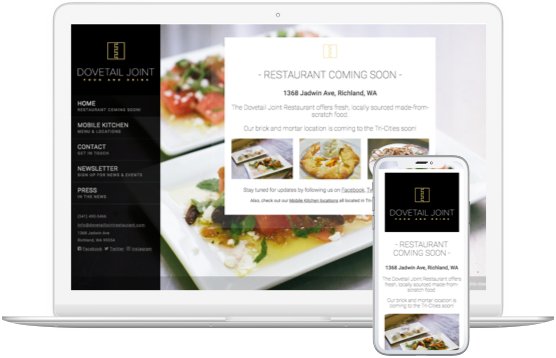 DOVETAIL JOINT
FOOD AND DRINK
HOME
RESTAURANT COMING SOON!
MOBILE KITCHEN
MENU & LOCATIONS
CONTACT
GET IN TOUCH
NEWSLETTER
SIGN UP FOR NEWS & EVENTS
PRESS
IN THE NEWS
info@dovetailjointrestaurant.com
1368 Jadwin Ave
Richland, WA 99354
Facebook Twitter Instagram
- RESTAURANT COMING SOON -
1368 Jadwin Ave, Richland, WA
The Dovetail Joint Restaurant offers fresh, locally sourced made-from-
scratch food.
Our brick and mortar location is coming to the Tri-Cities soon!
Stay tuned for updates by following us on Facebook,
Also, check out our Mobile Kitchen locations all located in
DOVETAIL JOINT
FOOD AND DRINK
- RESTAURANT
COMING SOON -
1368 Jadwin Ave, Richland, WA
The Dovetail Joint Restaurant offers
fresh, locally sourced made-from-
scratch food.
Our brick and mortar location is
coming to the Tri-Cities soon!